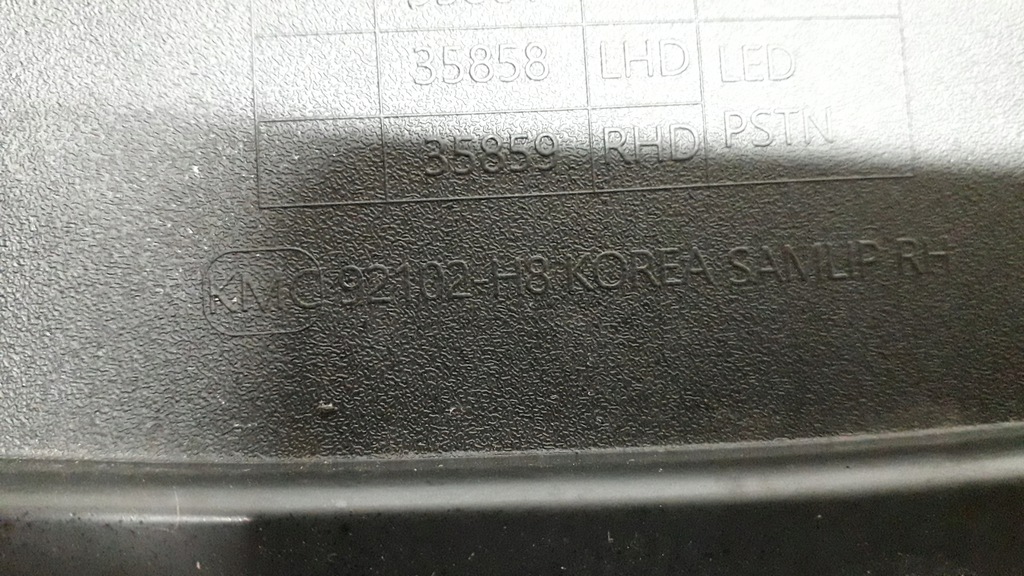 35858 LHD LED
35859 RHD PSTN
KMC 92102-H8 KOREA SAMLIP RH